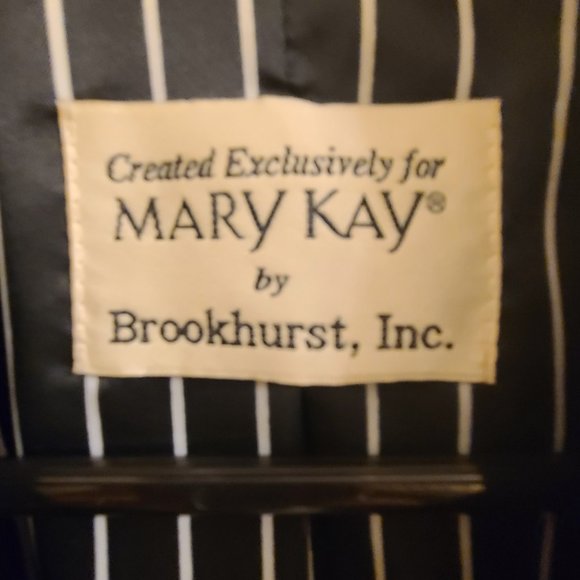 Created Exclusively for
MARY KAY®
by
Brookhurst, Inc.